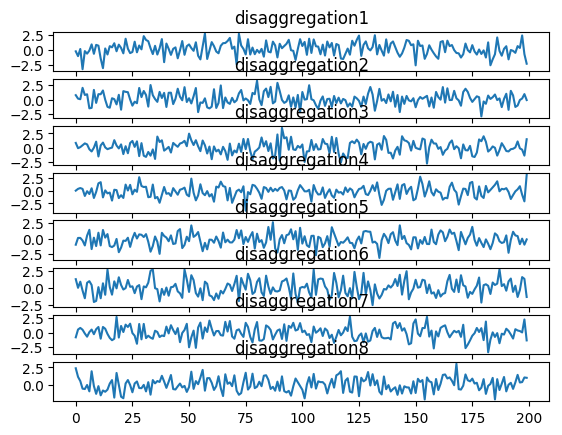 disaggregation1
2.5
0.0
−2.5
disaggregation2
2.5
0.0
−2.5
disaggregation3
2.5
0.0
−2.5
disaggregation4
2.5
0.0
−2.5
disaggregation5
2.5
0.0
−2.5
disaggregation6
2.5
0.0
−2.5
disaggregation7
2.5
0.0
−2.5
disaggregation8
2.5
0.0
0 25 50 75 100 125 150 175 200